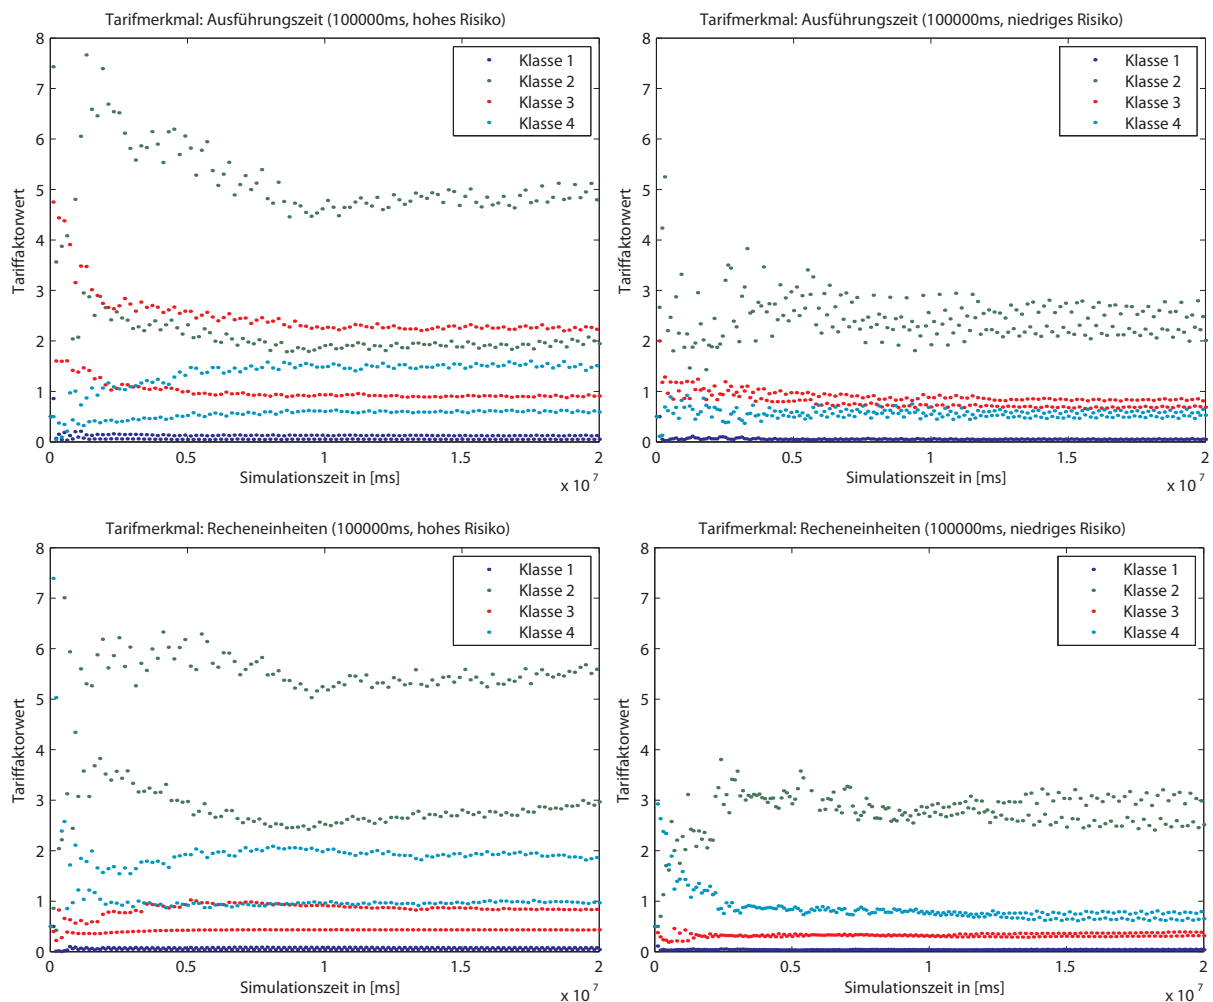 Tarifmerkmal: Ausführungszeit (100000ms, hohes Risiko)
8
7
6
5
4
3
2
1
0
Tariffaktorwert
Klasse 1
Klasse 2
Klasse 3
Klasse 4
0 0.5 1 1.5 2
Simulationszeit in [ms]
x 10^7
Tarifmerkmal: Ausführungszeit (100000ms, niedriges Risiko)
8
7
6
5
4
3
2
1
0
Tariffaktorwert
Klasse 1
Klasse 2
Klasse 3
Klasse 4
0 0.5 1 1.5 2
Simulationszeit in [ms]
x 10^7
Tarifmerkmal: Recheneinheiten (100000ms, hohes Risiko)
8
7
6
5
4
3
2
1
0
Tariffaktorwert
Klasse 1
Klasse 2
Klasse 3
Klasse 4
0 0.5 1 1.5 2
Simulationszeit in [ms]
x 10^7
Tarifmerkmal: Recheneinheiten (100000ms, niedriges Risiko)
8
7
6
5
4
3
2
1
0
Tariffaktorwert
Klasse 1
Klasse 2
Klasse 3
Klasse 4
0 0.5 1 1.5 2
Simulationszeit in [ms]
x 10^7